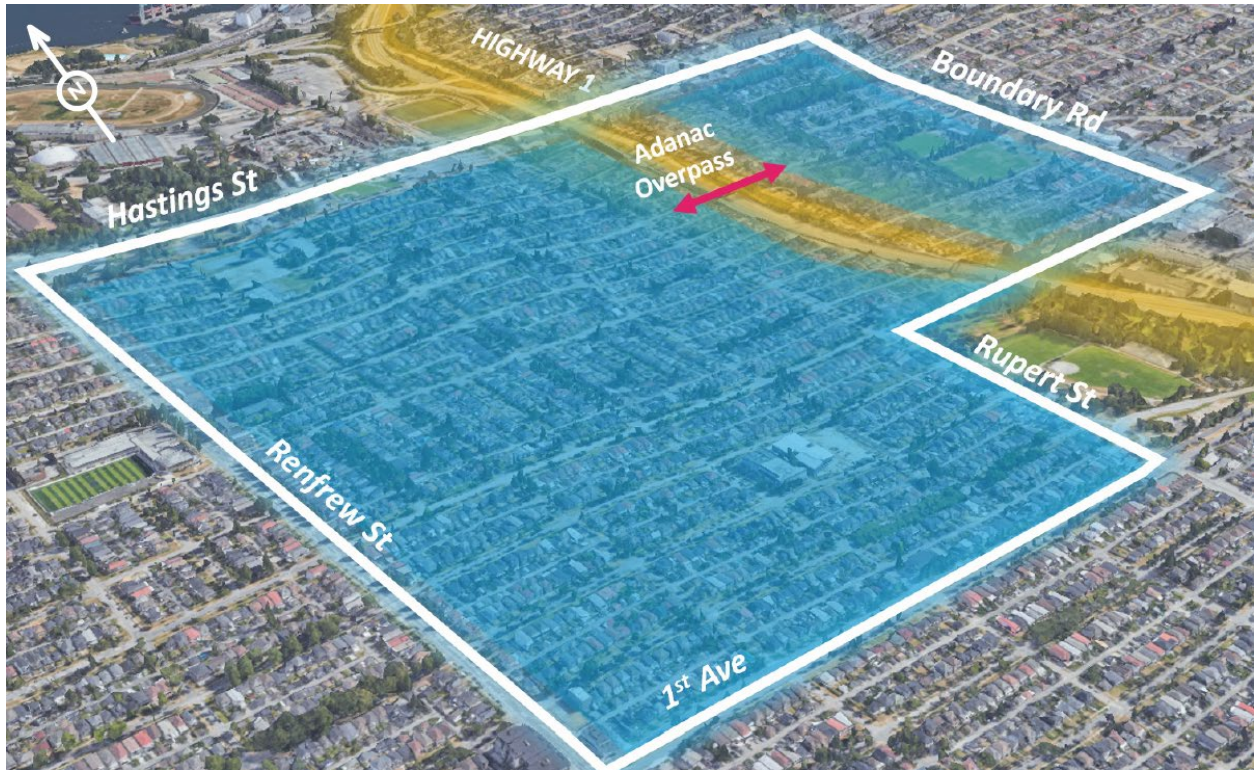 HIGHWAY 1
Boundary Rd
N
Adanac
Overpass
Hastings St
Rupert St
Renfrew St
1st Ave